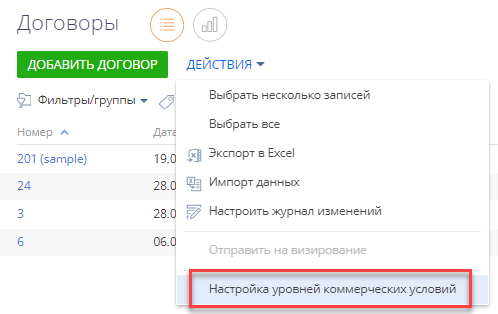 Договоры
ДОБАВИТЬ ДОГОВОР
ДЕЙСТВИЯ
Фильтры/группы
Номер
Дата
201 (sample)
19.0
24
28.0
3
28.0
6
06.0
Выбрать несколько записей
Выбрать все
Экспорт в Excel
Импорт данных
Настроить журнал изменений
Отправить на визирование
Настройка уровней коммерческих условий